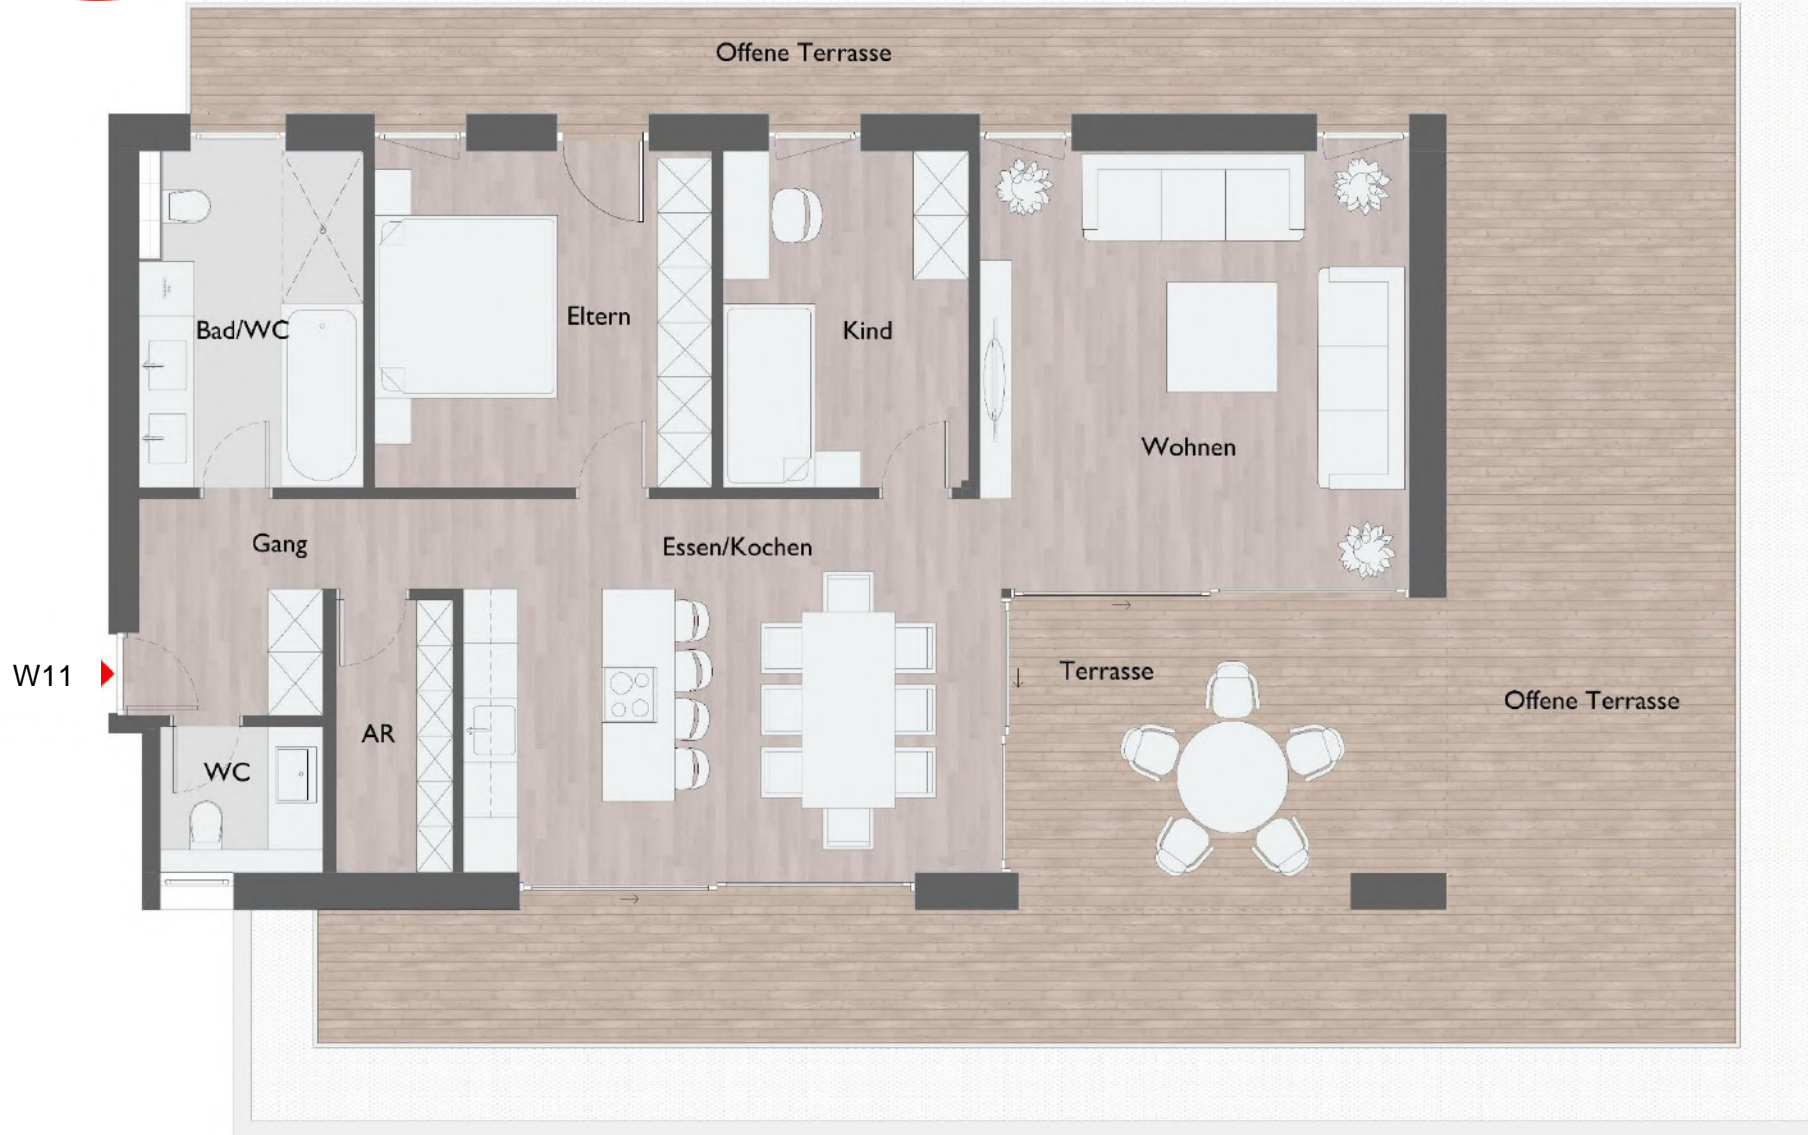 Offene Terrasse
Bad/WC
Eltern
Kind
Wohnen
Gang
Essen/Kochen
W11
AR
WC
Terrasse
Offene Terrasse